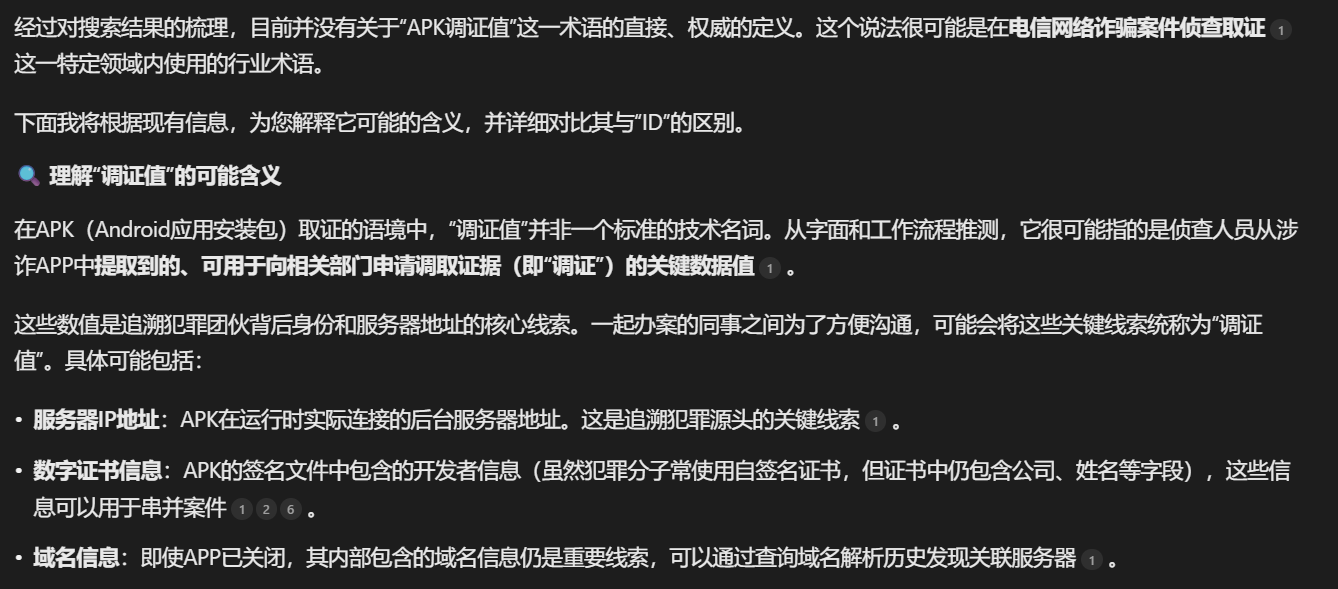 经过对搜索结果的梳理，目前并没有关于“APK调证值”这一术语的直接、权威的定义。这个说法很可能是在电信网络诈骗案件侦查取证 1
这一特定领域内使用的行业术语。
下面我将根据现有信息，为您解释它可能的含义，并详细对比其与“ID”的区别。
🔍 理解“调证值”的可能含义
在APK（Android应用安装包）取证的语境中，“调证值”并非一个标准的技术名词。从字面和工作流程推测，它很可能指的是侦查人员从涉
诈APP中提取到的、可用于向相关部门申请调取证据（即“调证”）的关键数据值 1 。
这些数值是追溯犯罪团伙背后身份和服务器地址的核心线索。一起办案的同事之间为了方便沟通，可能会将这些关键线索统称为“调证
值”。具体可能包括：
• 服务器IP地址：APK在运行时实际连接的后台服务器地址。这是追溯犯罪源头的关键线索 1 。
• 数字证书信息：APK的签名文件中包含的开发者信息（虽然犯罪分子常使用自签名证书，但证书中仍包含公司、姓名等字段），这些信
息可以用于串并案件 1 2 6 。
• 域名信息：即使APP已关闭，其内部包含的域名信息仍是重要线索，可以通过查询域名解析历史发现关联服务器 1 。